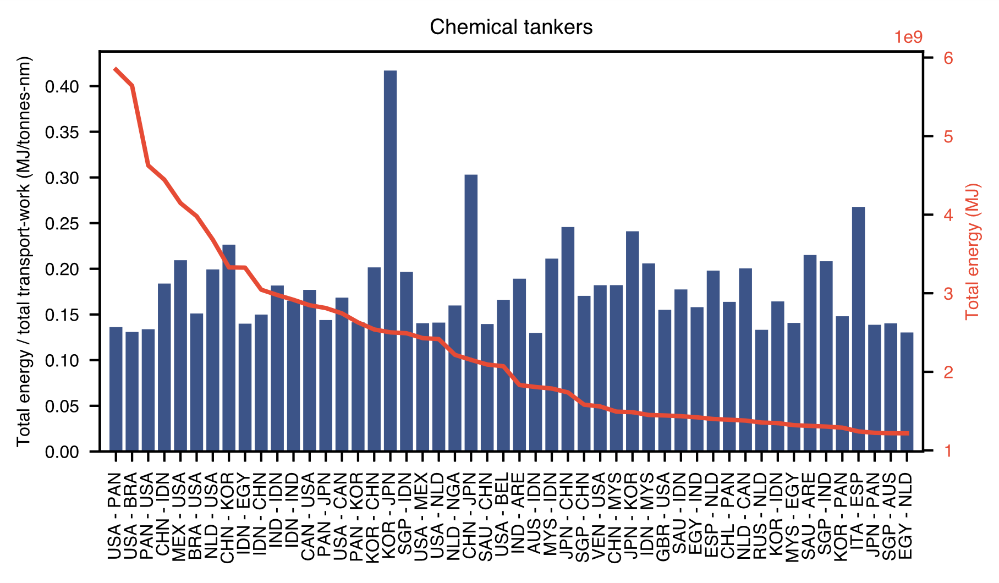 Chemical tankers
1e9
Total energy / total transport-work (MJ/tonnes-nm)
0.40
0.35
0.30
0.25
0.20
0.15
0.10
0.05
0.00
6
5
4
3
2
1
Total energy (MJ)
USA - PAN
USA - BRA
PAN - USA
CHN - IDN
MEX - USA
BRA - USA
NLD - USA
CHN - KOR
IDN - EGY
IDN - CHN
IND - IDN
IDN - IND
CAN - USA
PAN - JPN
USA - CAN
PAN - KOR
KOR - CHN
KOR - JPN
SGP - IDN
USA - MEX
USA - NLD
NLD - NGA
CHN - JPN
SAU - CHN
USA - BEL
IND - ARE
AUS - IDN
MYS - IDN
JPN - CHN
SGP - CHN
VEN - USA
CHN - MYS
JPN - KOR
IDN - MYS
GBR - USA
SAU - IDN
EGY - IND
ESP - NLD
CHL - PAN
NLD - CAN
RUS - NLD
KOR - IDN
MYS - EGY
SAU - ARE
SGP - IND
KOR - PAN
ITA - ESP
JPN - PAN
SGP - AUS
EGY - NLD